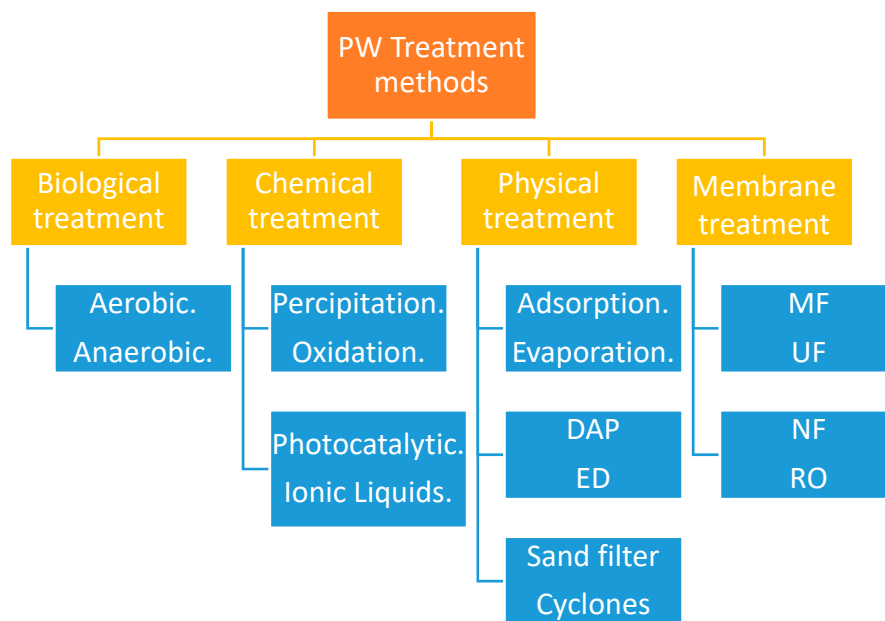 PW Treatment
methods
Biological
treatment
Chemical
treatment
Physical
treatment
Membrane
treatment
Aerobic.
Anaerobic.
Percipitation.
Oxidation.
Adsorption.
Evaporation.
MF
UF
Photocatalytic.
Ionic Liquids.
DAP
ED
NF
RO
Sand filter
Cyclones